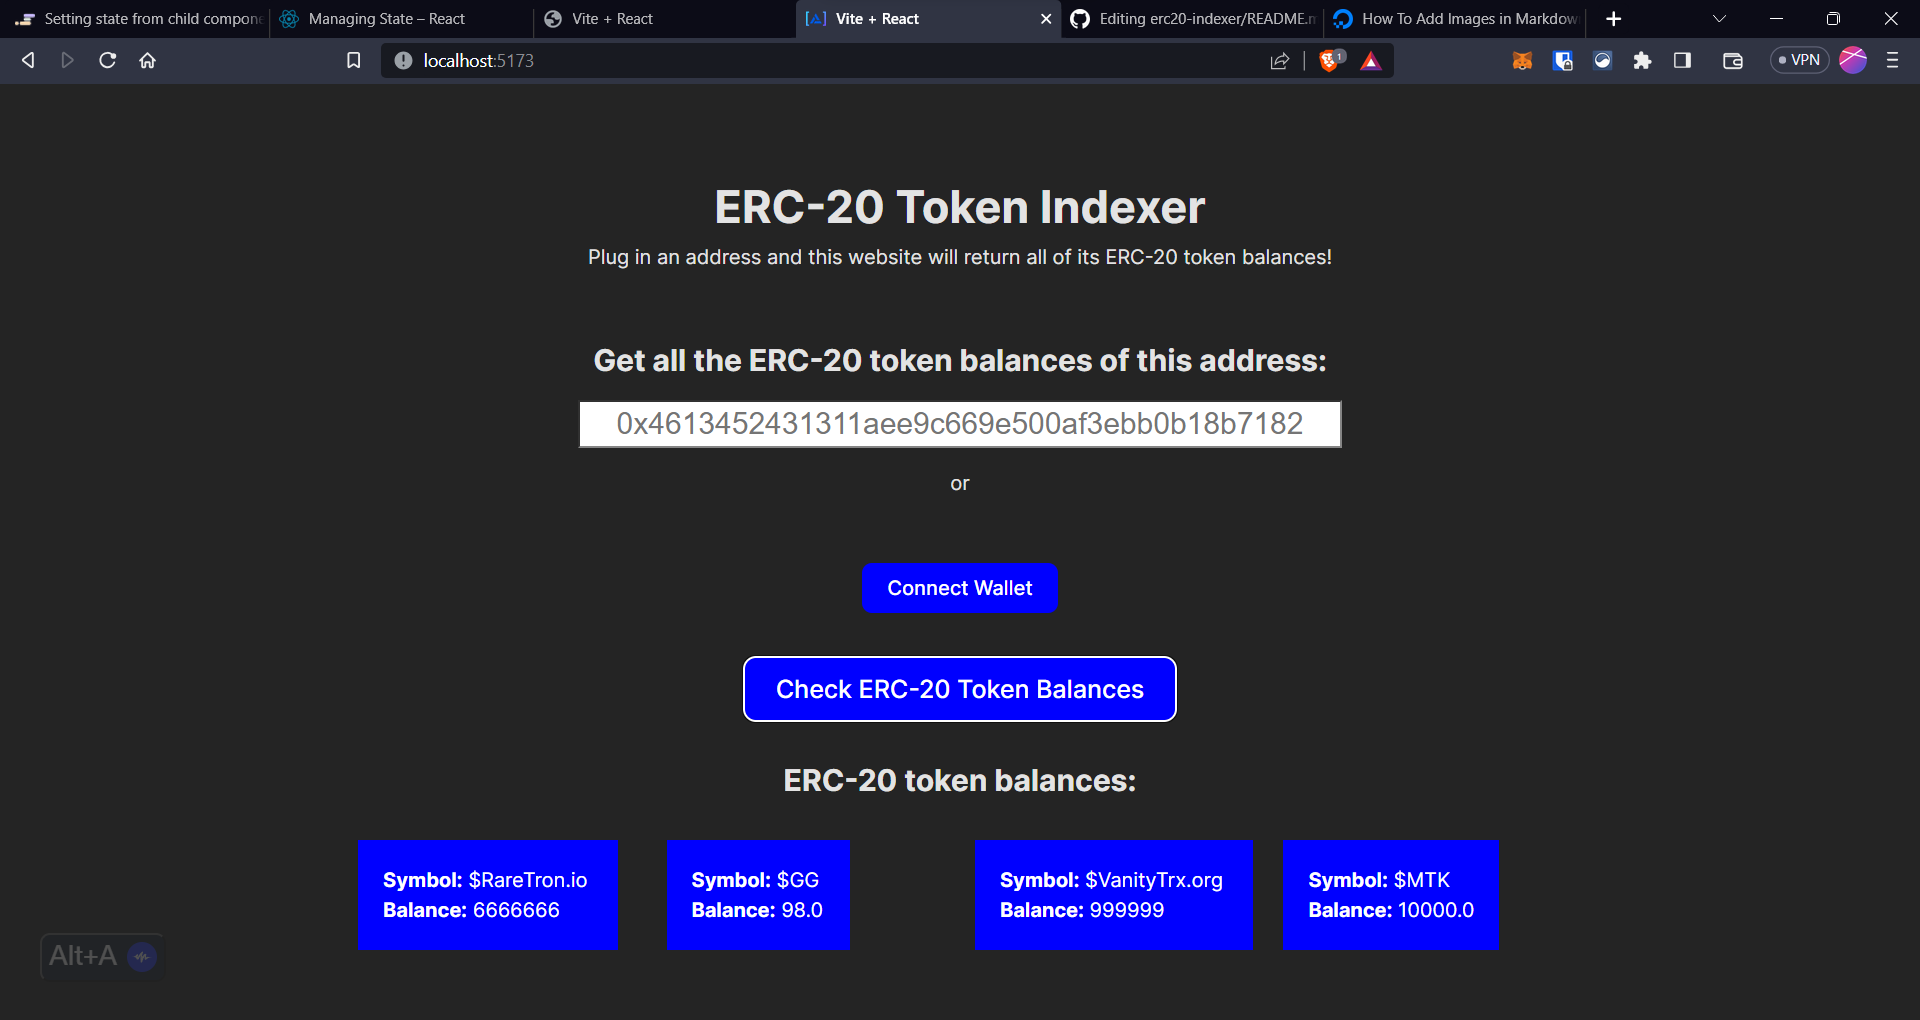 Setting state from child compone
Managing State – React
Vite + React
Vite + React
Editing erc20-indexer/README.m
How To Add Images in Markdow
localhost:5173
1
VPN
ERC-20 Token Indexer
Plug in an address and this website will return all of its ERC-20 token balances!
Get all the ERC-20 token balances of this address:
0x4613452431311aee9c669e500af3ebb0b18b7182
or
Connect Wallet
Check ERC-20 Token Balances
ERC-20 token balances:
Symbol: $RareTron.io
Balance: 6666666
Symbol: $GG
Balance: 98.0
Symbol: $VanityTrx.org
Balance: 999999
Symbol: $MTK
Balance: 10000.0
Alt+A